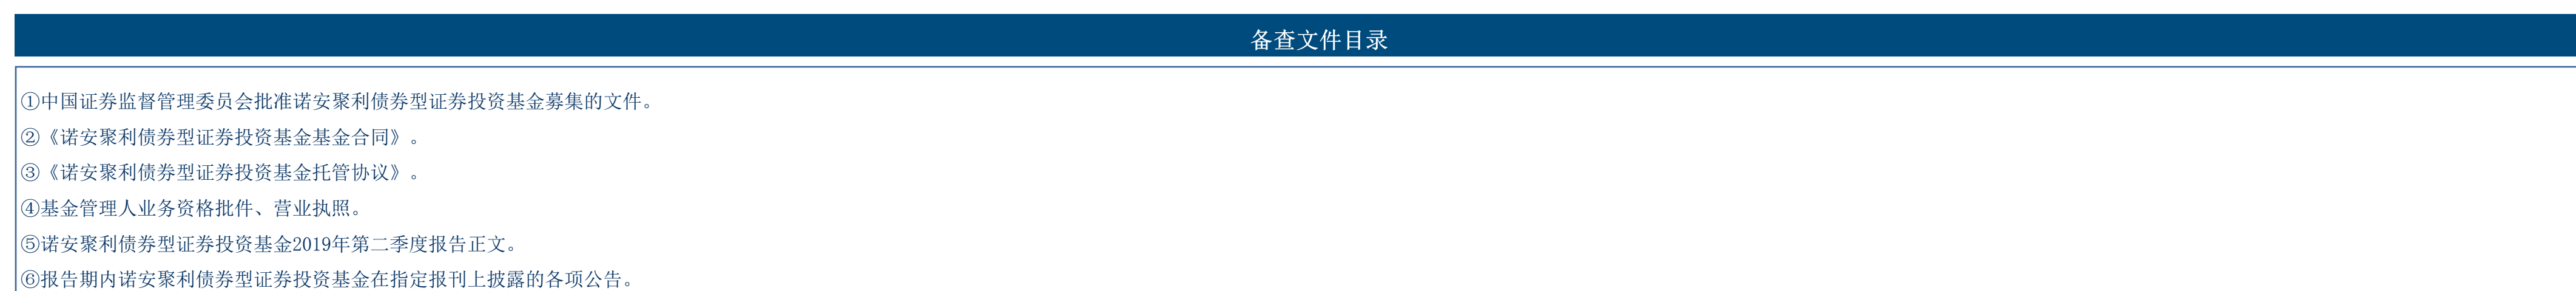 备查文件目录
①中国证券监督管理委员会批准诺安聚利债券型证券投资基金募集的文件。
②《诺安聚利债券型证券投资基金基金合同》。
③《诺安聚利债券型证券投资基金托管协议》。
④基金管理人业务资格批件、营业执照。
⑤诺安聚利债券型证券投资基金2019年第二季度报告正文。
⑥报告期内诺安聚利债券型证券投资基金在指定报刊上披露的各项公告。